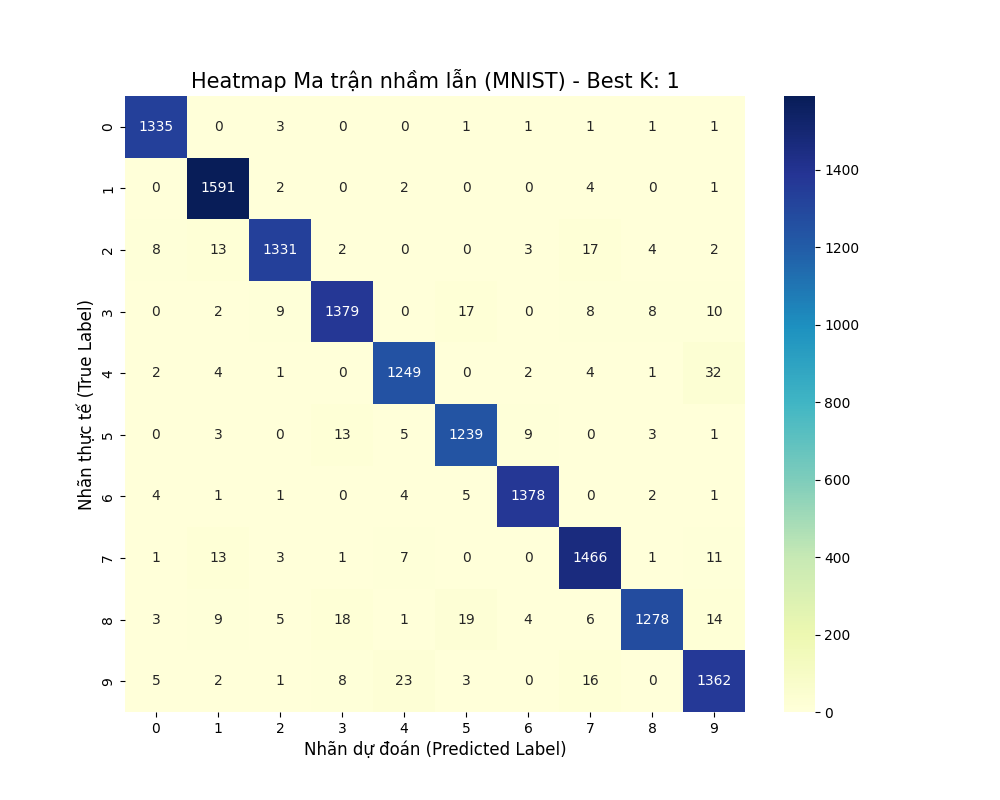 Heatmap Ma trận nhầm lẫn (MNIST) - Best K: 1
Nhãn thực tế (True Label)
0 1335 0 3 0 0 1 1 1 1 1
1 0 1591 2 0 2 0 0 4 0 1
2 8 13 1331 2 0 0 3 17 4 2
3 0 2 9 1379 0 17 0 8 8 10
4 2 4 1 0 1249 0 2 4 1 32
5 0 3 0 13 5 1239 9 0 3 1
6 4 1 1 0 4 5 1378 0 2 1
7 1 13 3 1 7 0 0 1466 1 11
8 3 9 5 18 1 19 4 6 1278 14
9 5 2 1 8 23 3 0 16 0 1362
0 1 2 3 4 5 6 7 8 9
Nhãn dự đoán (Predicted Label)
1400
1200
1000
800
600
400
200
0